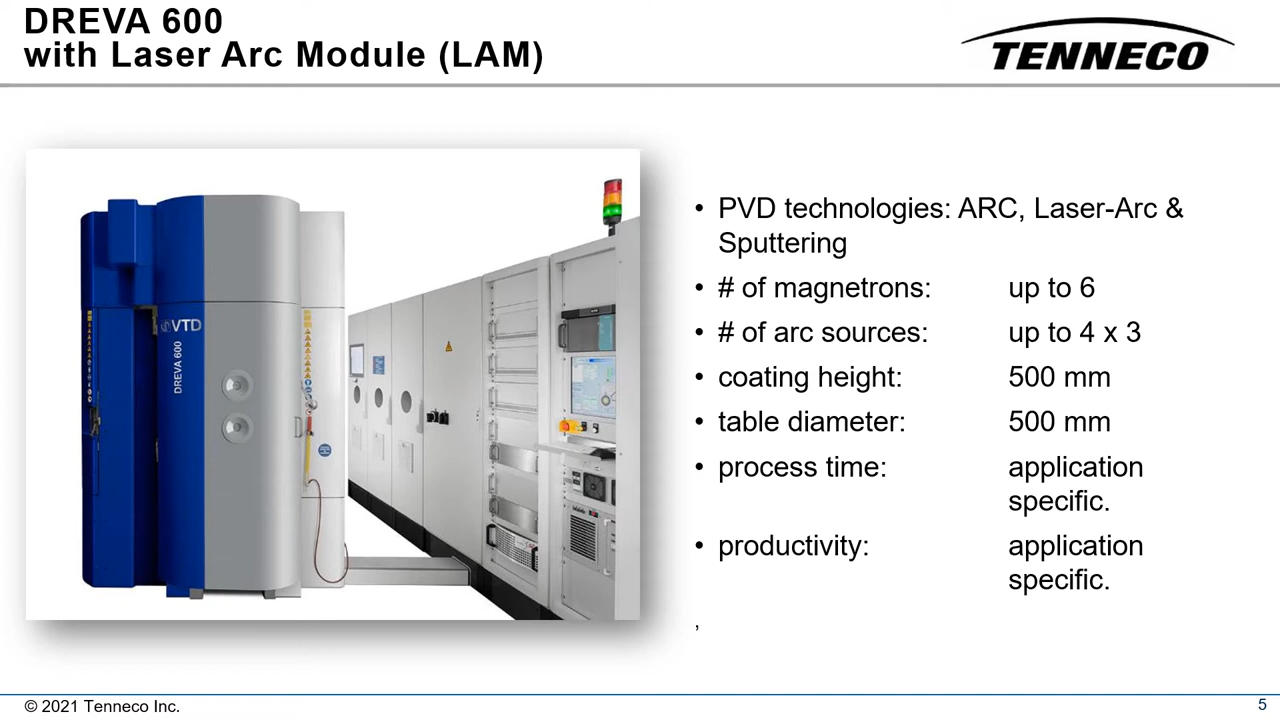 DREVA 600
with Laser Arc Module (LAM)
TENNECO
VTD
DREVA 600
• PVD technologies: ARC, Laser-Arc &
Sputtering
• # of magnetrons: up to 6
• # of arc sources: up to 4 x 3
• coating height: 500 mm
• table diameter: 500 mm
• process time: application
specific.
• productivity: application
specific.
,
© 2021 Tenneco Inc.
5